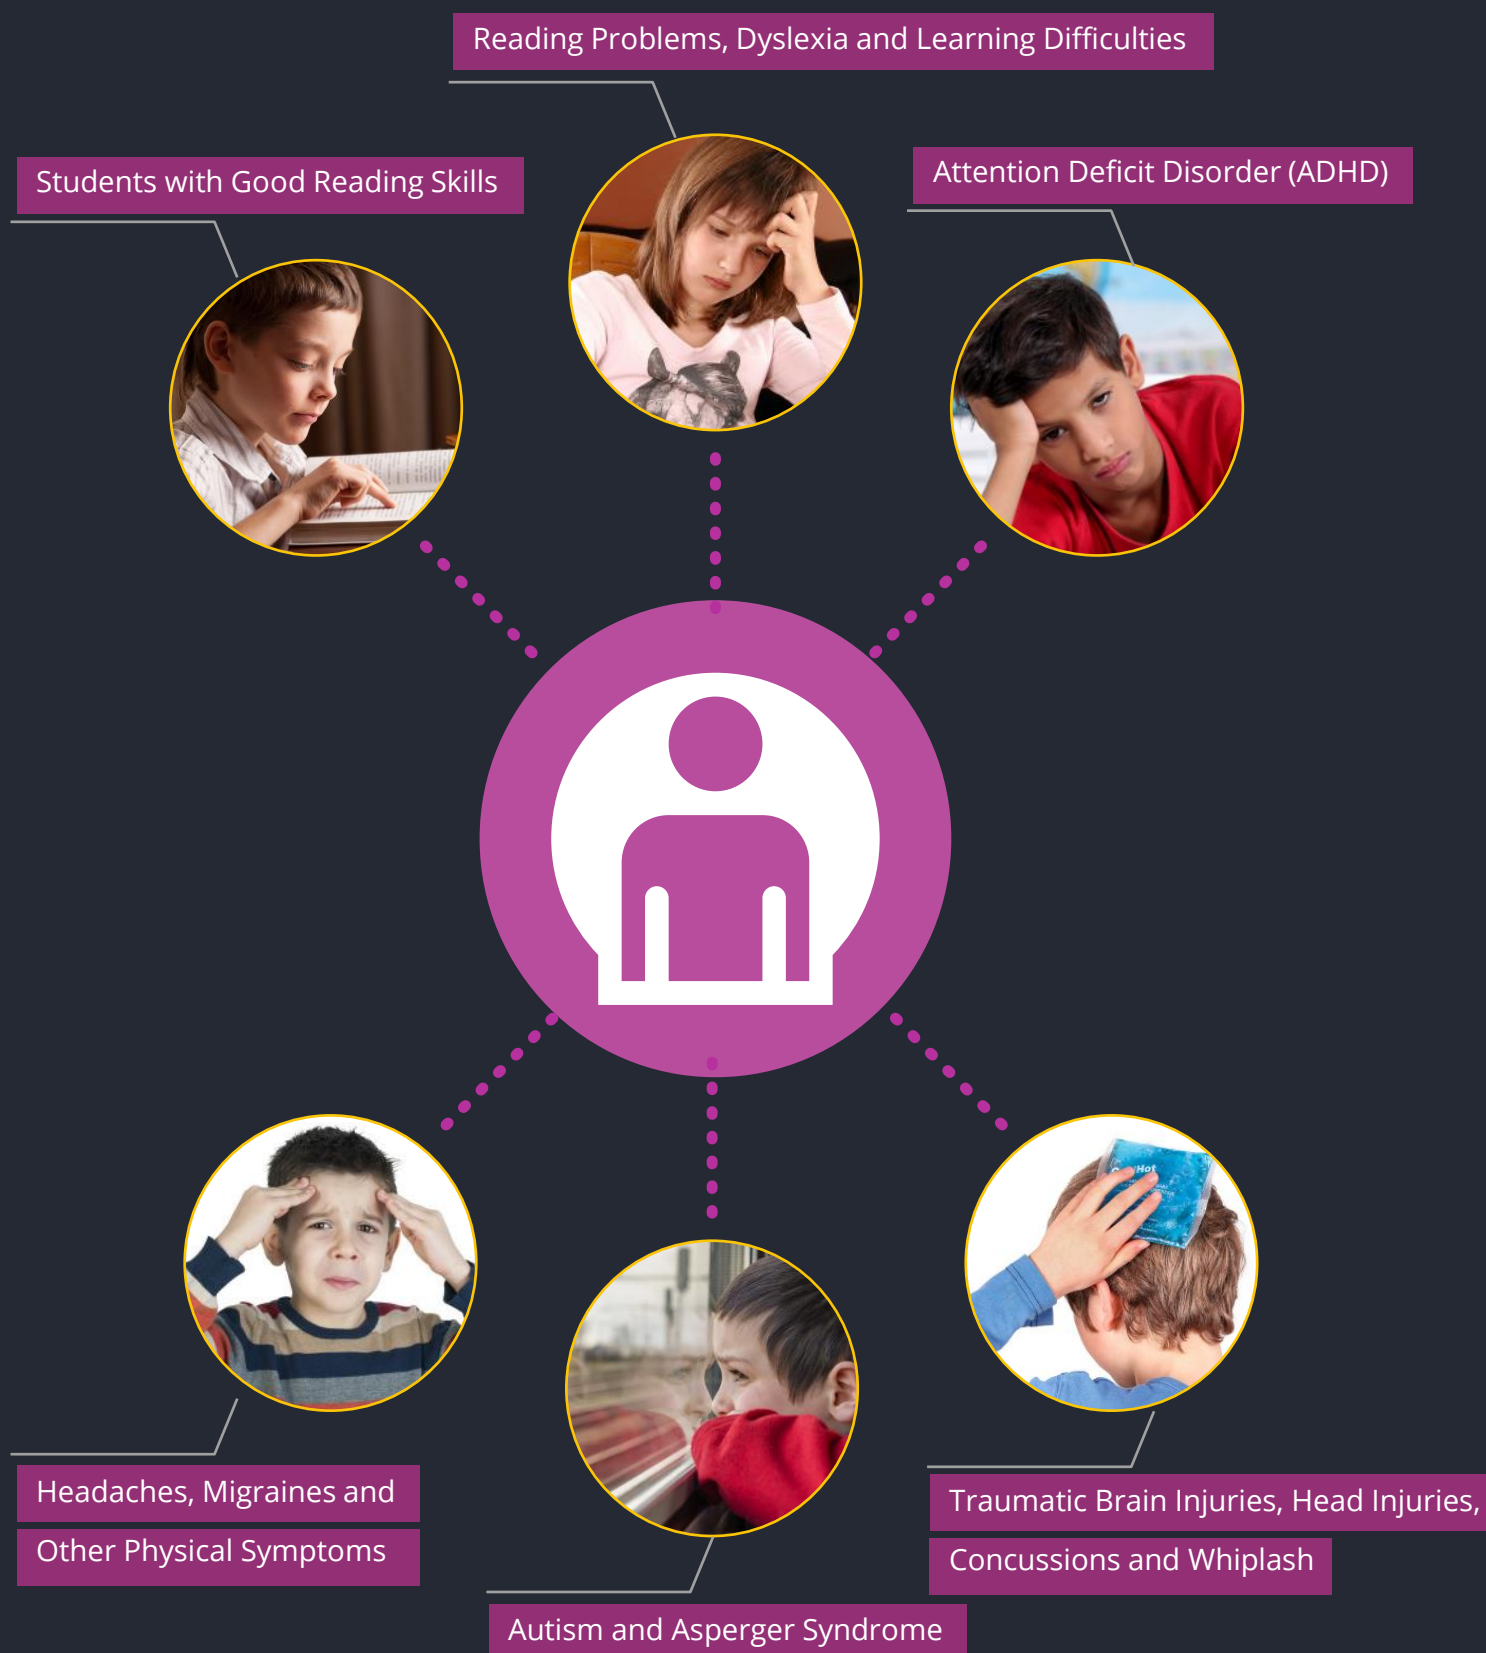 Reading Problems, Dyslexia and Learning Difficulties
Students with Good Reading Skills
Attention Deficit Disorder (ADHD)
Headaches, Migraines and
Other Physical Symptoms
Traumatic Brain Injuries, Head Injuries,
Concussions and Whiplash
Autism and Asperger Syndrome